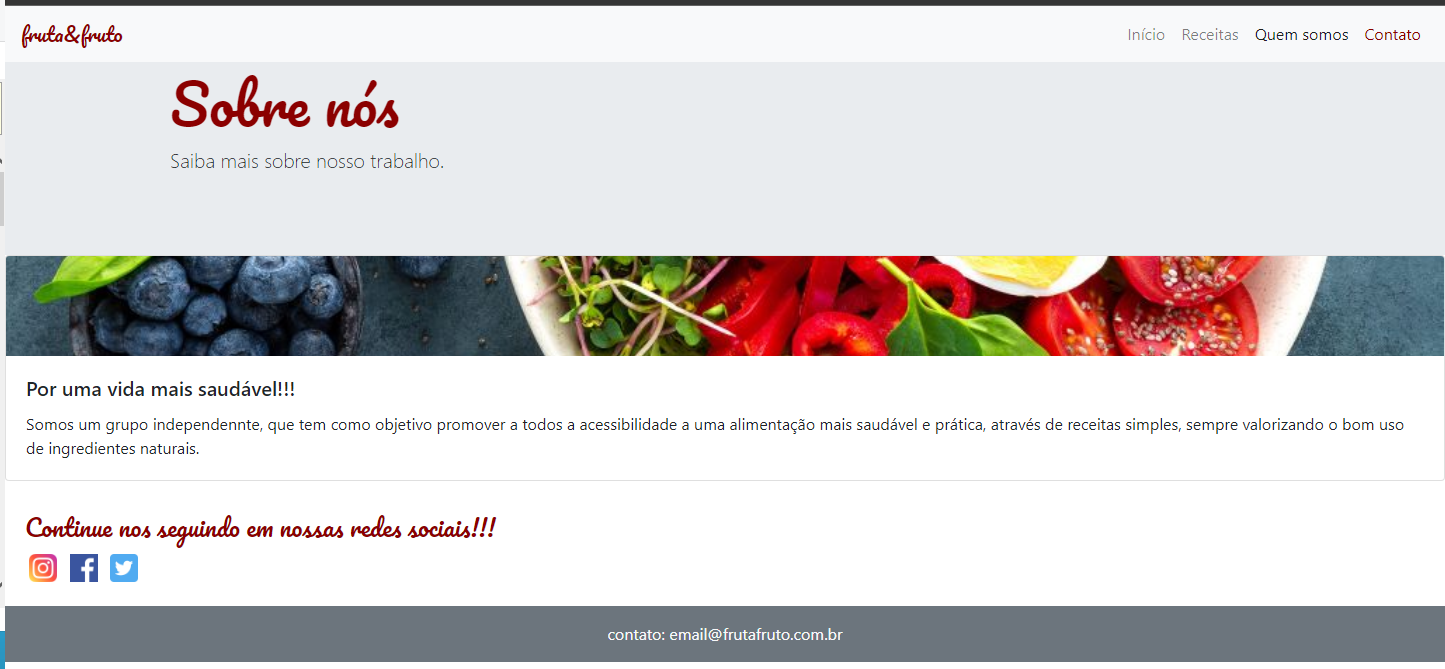 fruta&fruto
Início Receitas Quem somos Contato
Sobre nós
Saiba mais sobre nosso trabalho.
Por uma vida mais saudável!!!
Somos um grupo independennte, que tem como objetivo promover a todos a acessibilidade a uma alimentação mais saudável e prática, através de receitas simples, sempre valorizando o bom uso
de ingredientes naturais.
Continue nos seguindo em nossas redes sociais!!!
contato: email@frutafruto.com.br